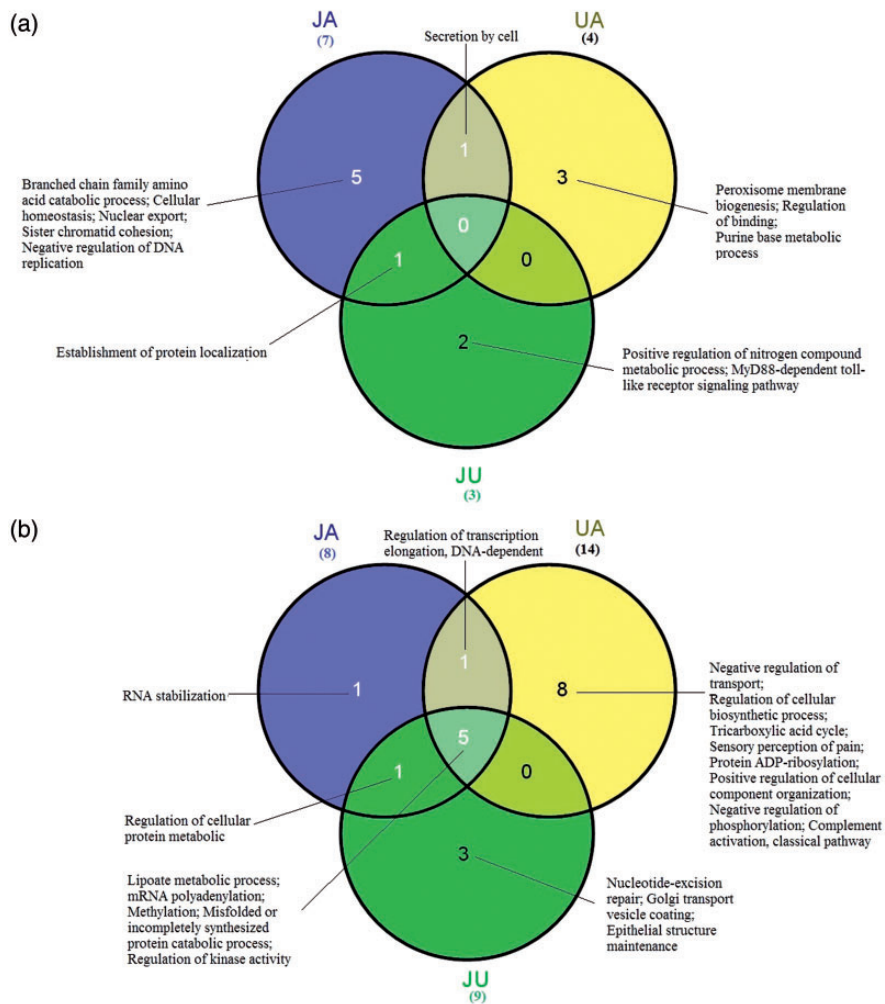 (a)
JA
(7)
UA
(4)
Secretion by cell
1
5
3
Branched chain family amino
acid catabolic process; Cellular
homeostasis; Nuclear export;
Sister chromatid cohesion;
Negative regulation of DNA
replication
Peroxisome membrane
biogenesis; Regulation
of binding;
Purine base metabolic
process
0
1
0
Establishment of protein localization
2
Positive regulation of nitrogen compound
metabolic process; MyD88-dependent toll-
like receptor signaling pathway
JU
(3)
(b)
JA
(8)
Regulation of transcription
elongation, DNA-dependent
UA
(14)
1
RNA stabilization
1
8
Negative regulation of
transport;
Regulation of cellular
biosynthetic process;
Tricarboxylic acid cycle;
Sensory perception of pain;
Protein ADP-ribosylation;
Positive regulation of cellular
component organization;
Negative regulation of
phosphorylation; Complement
activation, classical pathway
5
1
0
Regulation of cellular
protein metabolic
3
Lipoate metabolic process;
mRNA polyadenylation;
Methylation; Misfolded or
incompletely synthesized
protein catabolic process;
Regulation of kinase activity
Nucleotide-excision
repair; Golgi transport
vesicle coating;
Epithelial structure
maintenance
JU
(9)